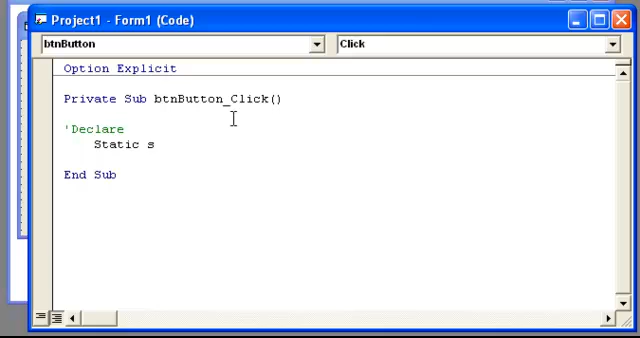 Project1 - Form1 (Code)
btnButton Click
Option Explicit
Private Sub btnButton_Click()
'Declare
Static s
End Sub